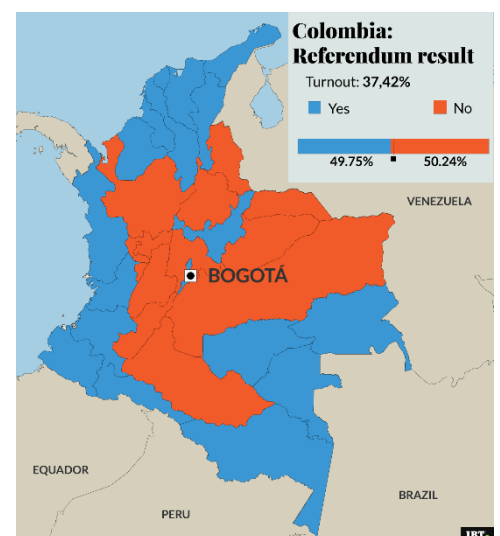 Colombia:
Referendum result
Turnout: 37,42%
Yes No
49.75% 50.24%
VENEZUELA
BOGOTÁ
EQUADOR
PERU
BRAZIL